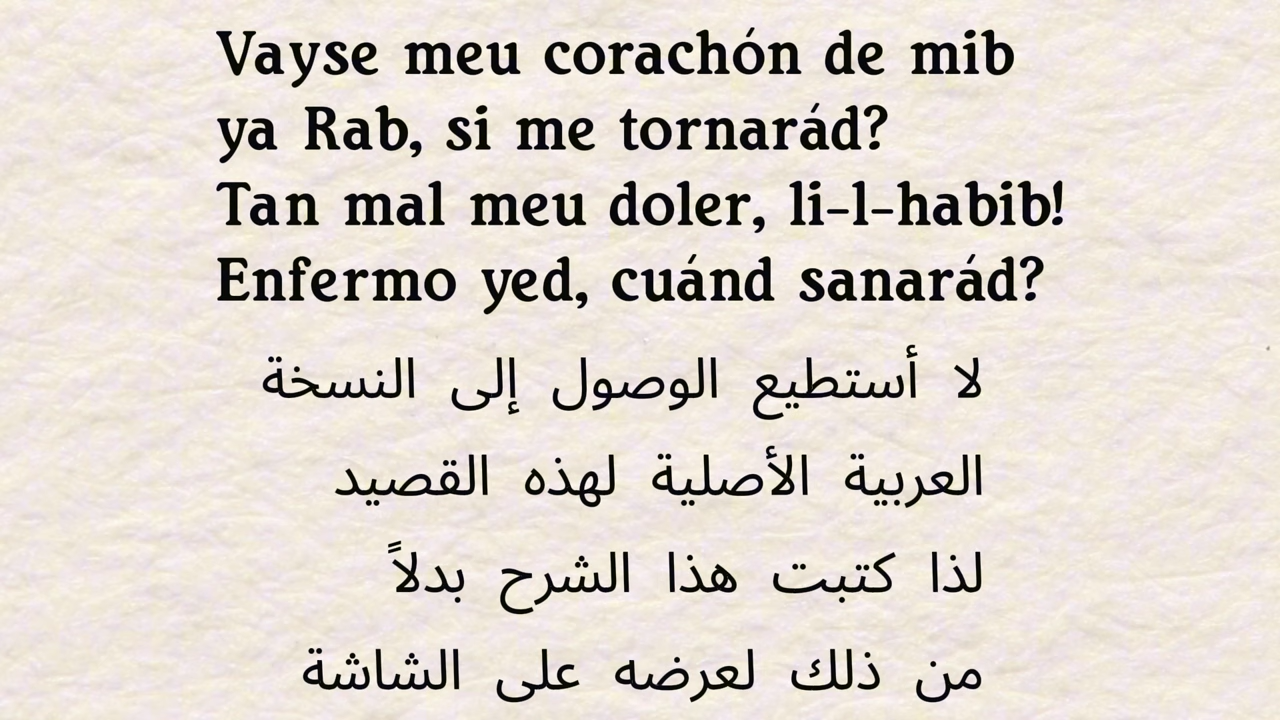 Vayse meu corachón de mib
ya Rab, si me tornarád?
Tan mal meu doler, li-l-habib!
Enfermo yed, cuánd sanarád?
لا أستطيع الوصول إلى النسخة
العربية الأصلية لهذه القصيد
لذا كتبت هذا الشرح بدلاً
من ذلك لعرضه على الشاشة